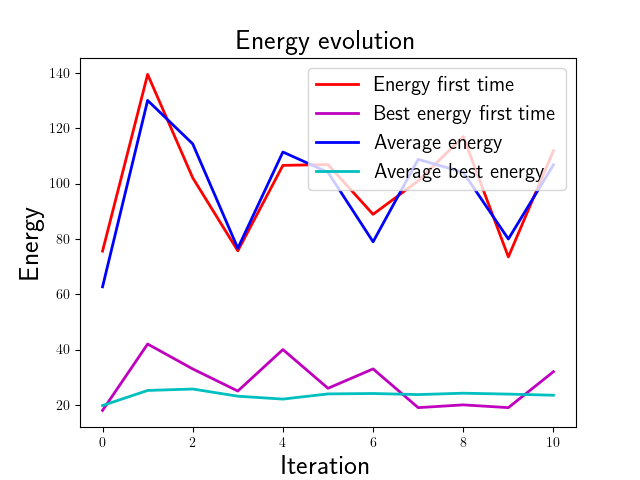 Energy evolution
Energy first time
Best energy first time
Average energy
Average best energy
140
120
100
80
60
40
20
Energy
0
2
4
6
8
10
Iteration